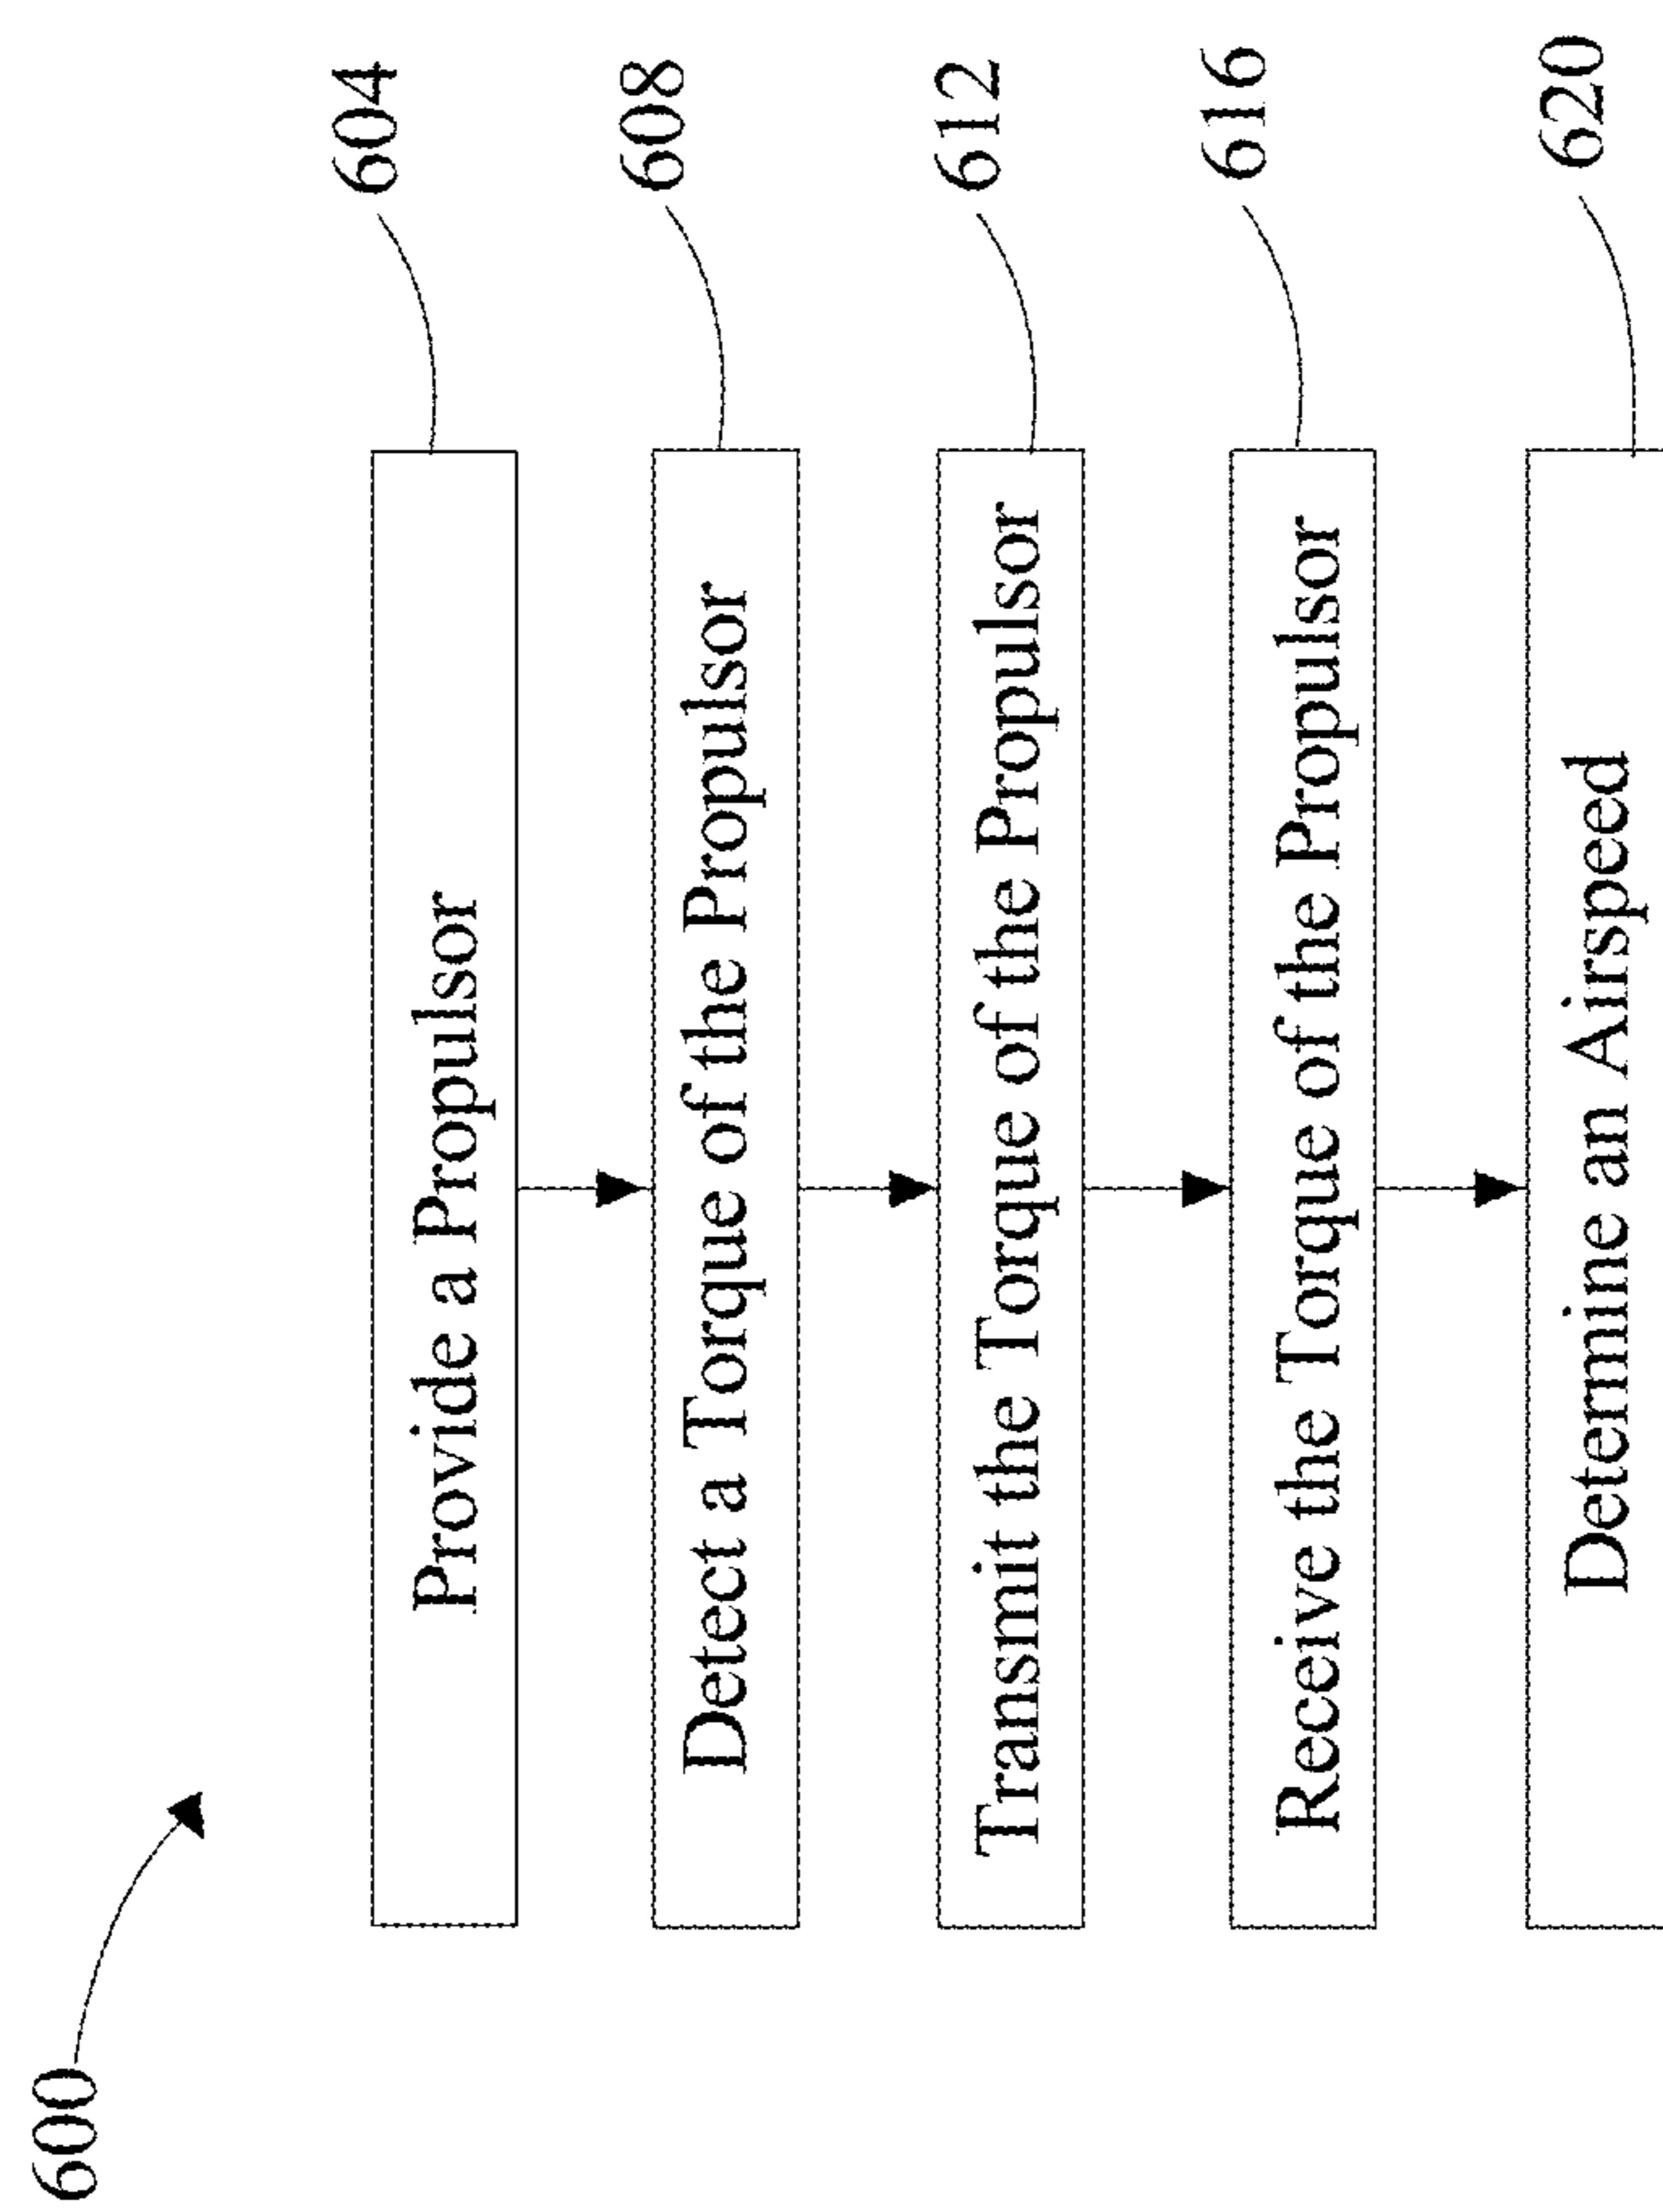 600
Provide a Propulsor
604
Detect a Torque of the Propulsor
608
Transmit the Torque of the Propulsor
612
Receive the Torque of the Propulsor
616
Determine an Airspeed
620